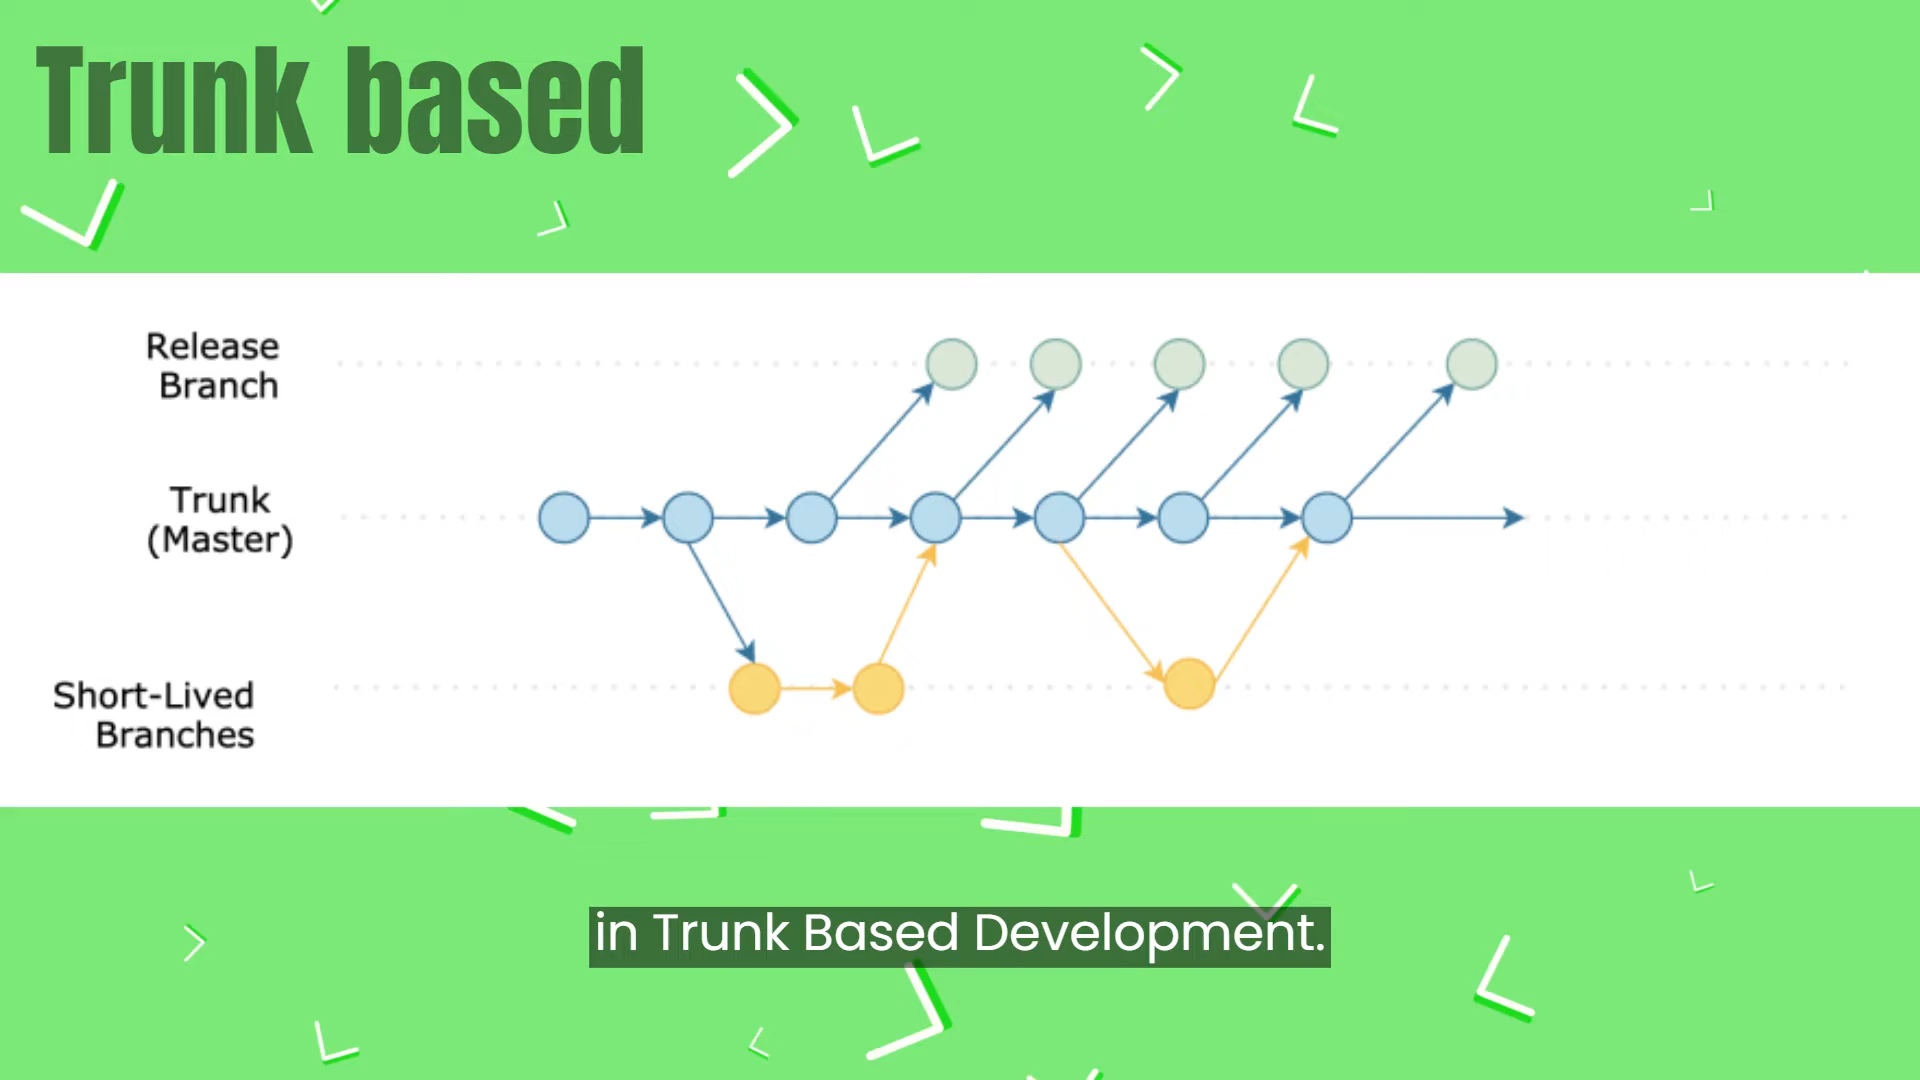 Trunk based
Release
Branch
Trunk
(Master)
Short-Lived
Branches
in Trunk Based Development.